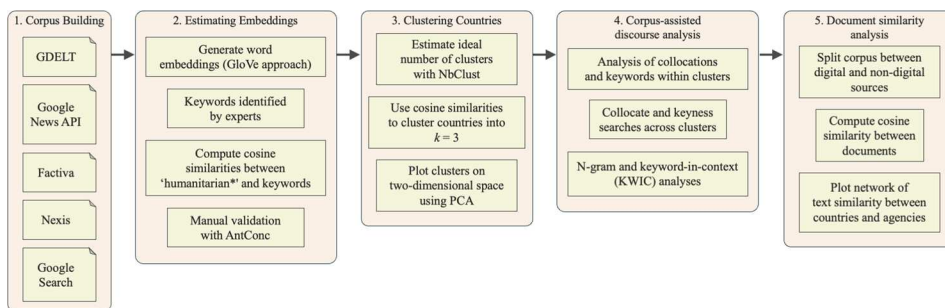 1. Corpus Building
GDELT
Google
News API
Factiva
Nexis
Google
Search
2. Estimating Embeddings
Generate word
embeddings (GloVe approach)
Keywords identified
by experts
Compute cosine
similarities between
‘humanitarian*’ and keywords
Manual validation
with AntConc
3. Clustering Countries
Estimate ideal
number of clusters
with NbClust
Use cosine similarities
to cluster countries into
k = 3
Plot clusters on
two-dimensional space
using PCA
4. Corpus-assisted
discourse analysis
Analysis of collocations
and keywords within clusters
Collocate and keyness
searches across clusters
N-gram and keyword-in-context
(KWIC) analyses
5. Document similarity
analysis
Split corpus between
digital and non-digital
sources
Compute cosine
similarity between
documents
Plot network of
text similarity between
countries and agencies